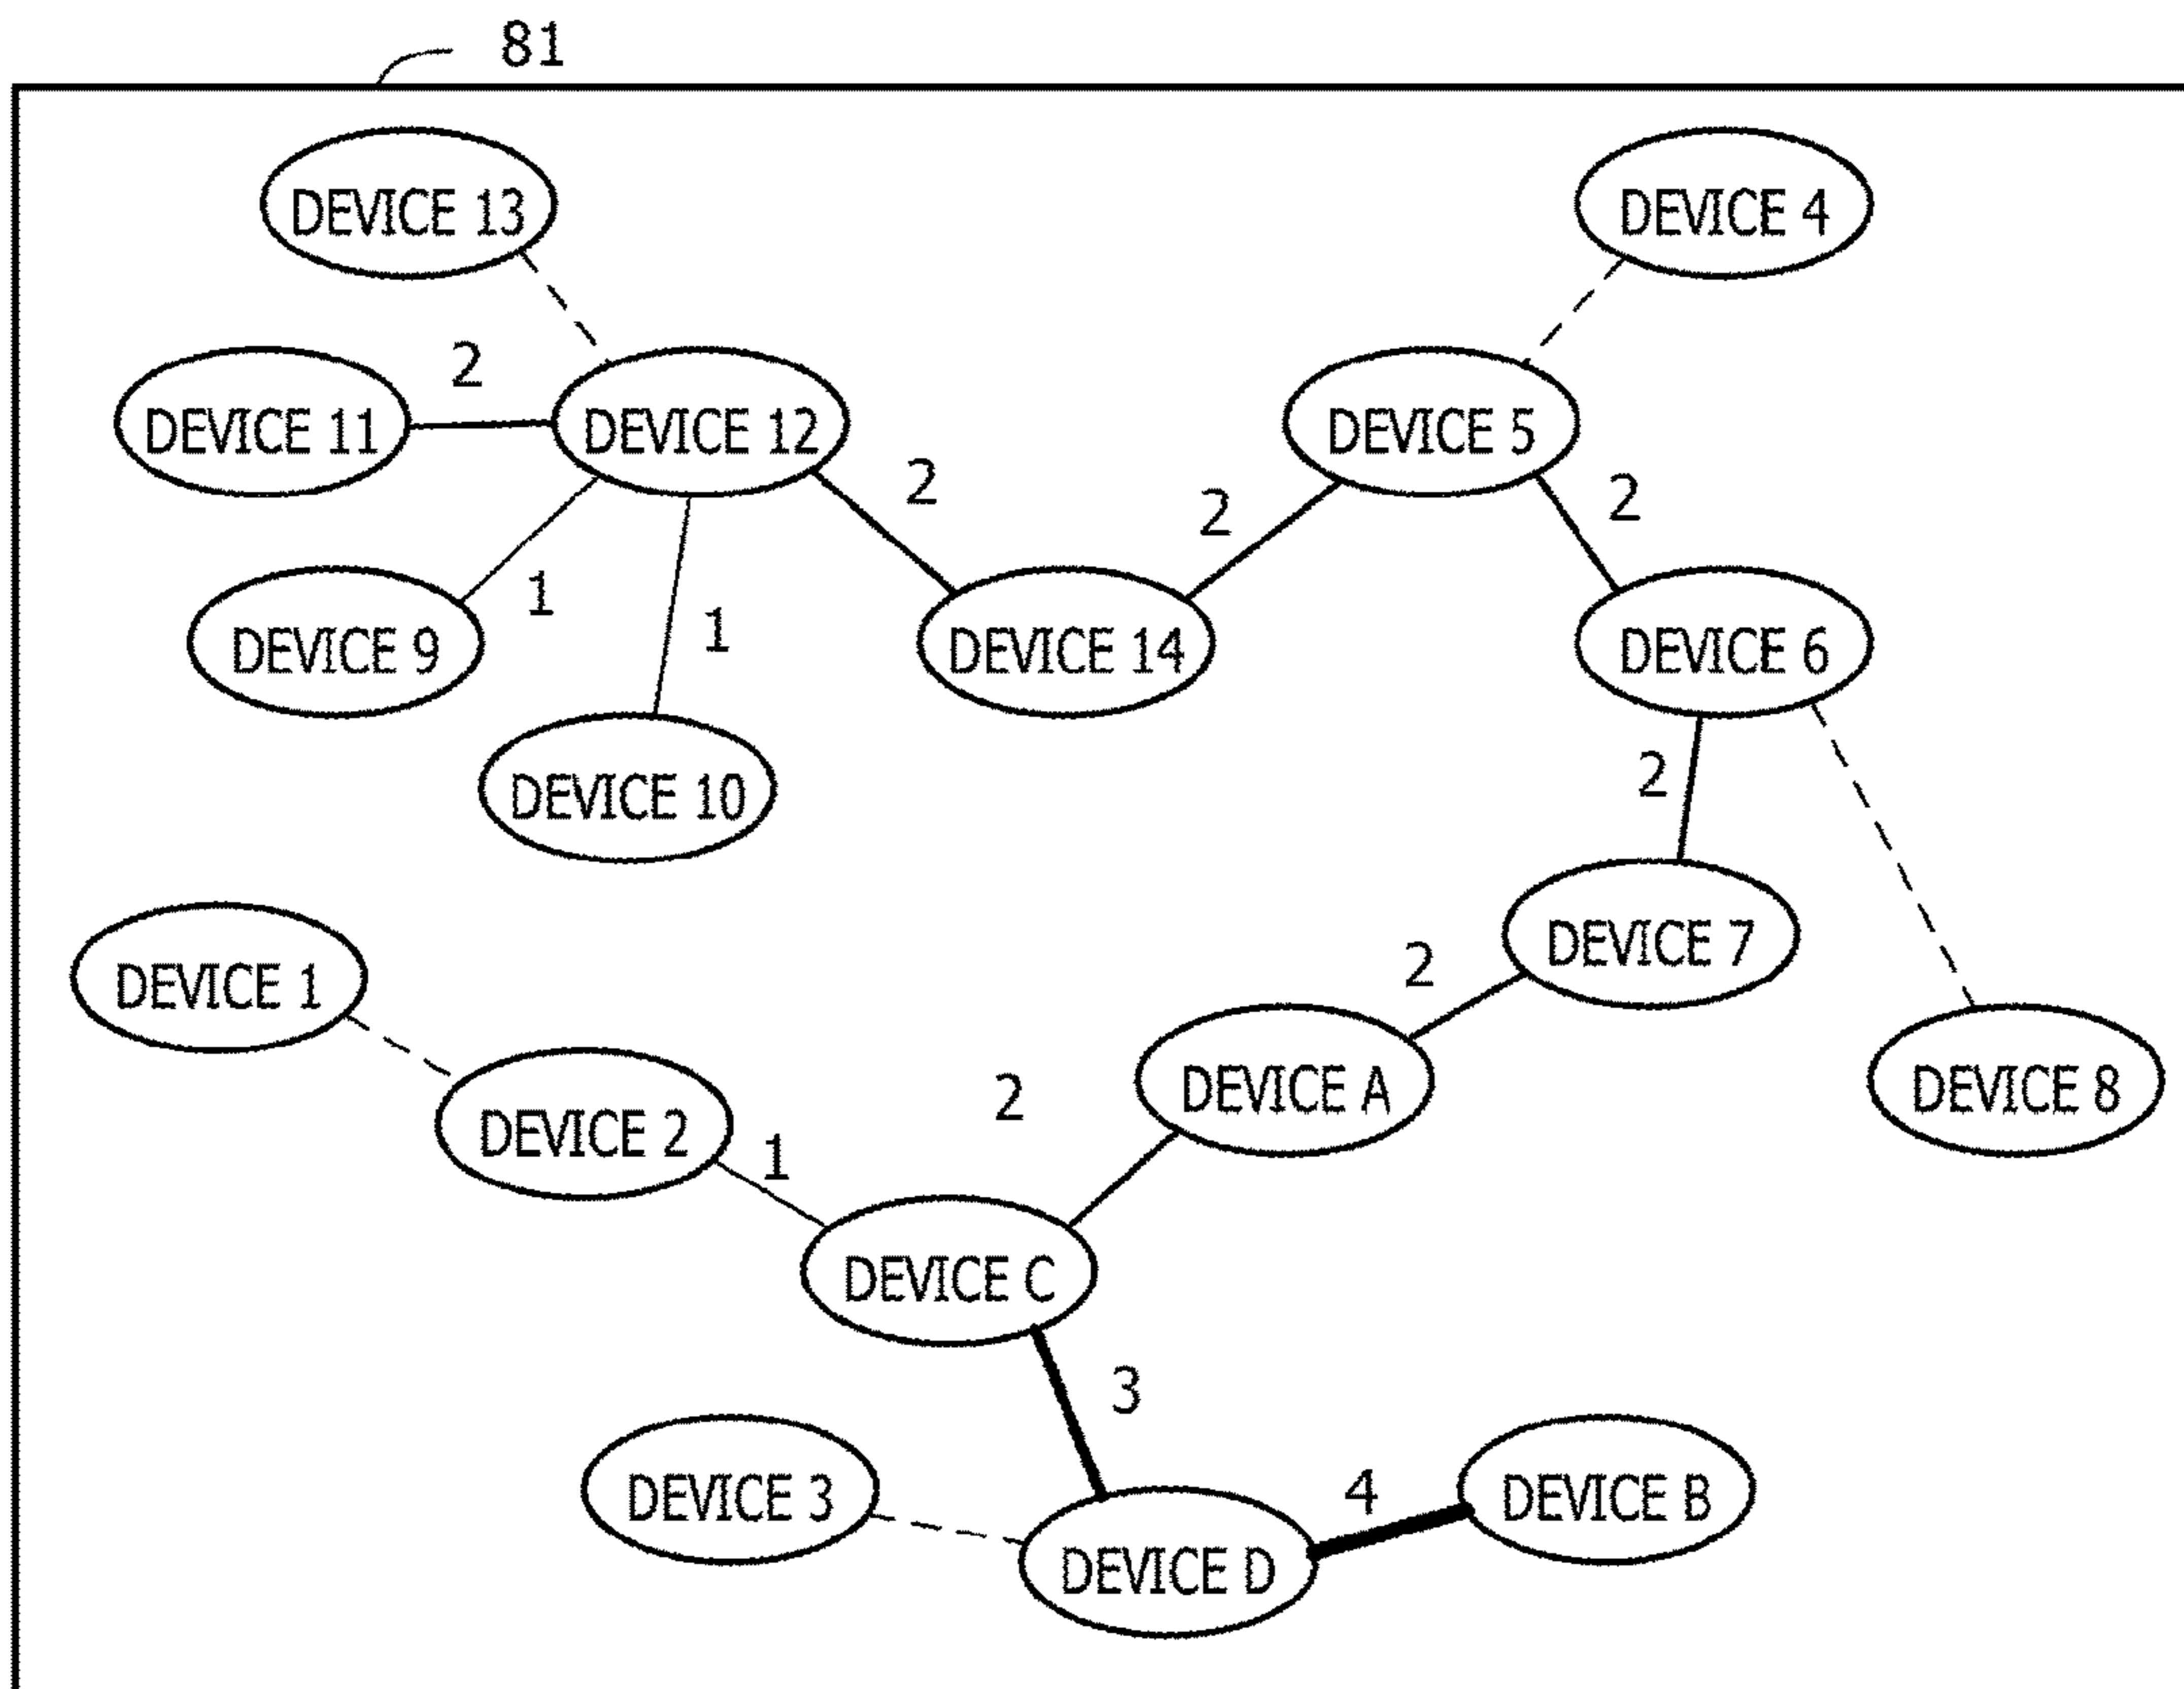 81
DEVICE 13
DEVICE 4
2
DEVICE 11
DEVICE 12
DEVICE 5
2
2
2
1
1
DEVICE 9
DEVICE 14
DEVICE 6
DEVICE 10
2
DEVICE 7
2
DEVICE 1
DEVICE A
DEVICE 8
2
DEVICE 2
1
DEVICE C
3
DEVICE 3
4
DEVICE B
DEVICE D